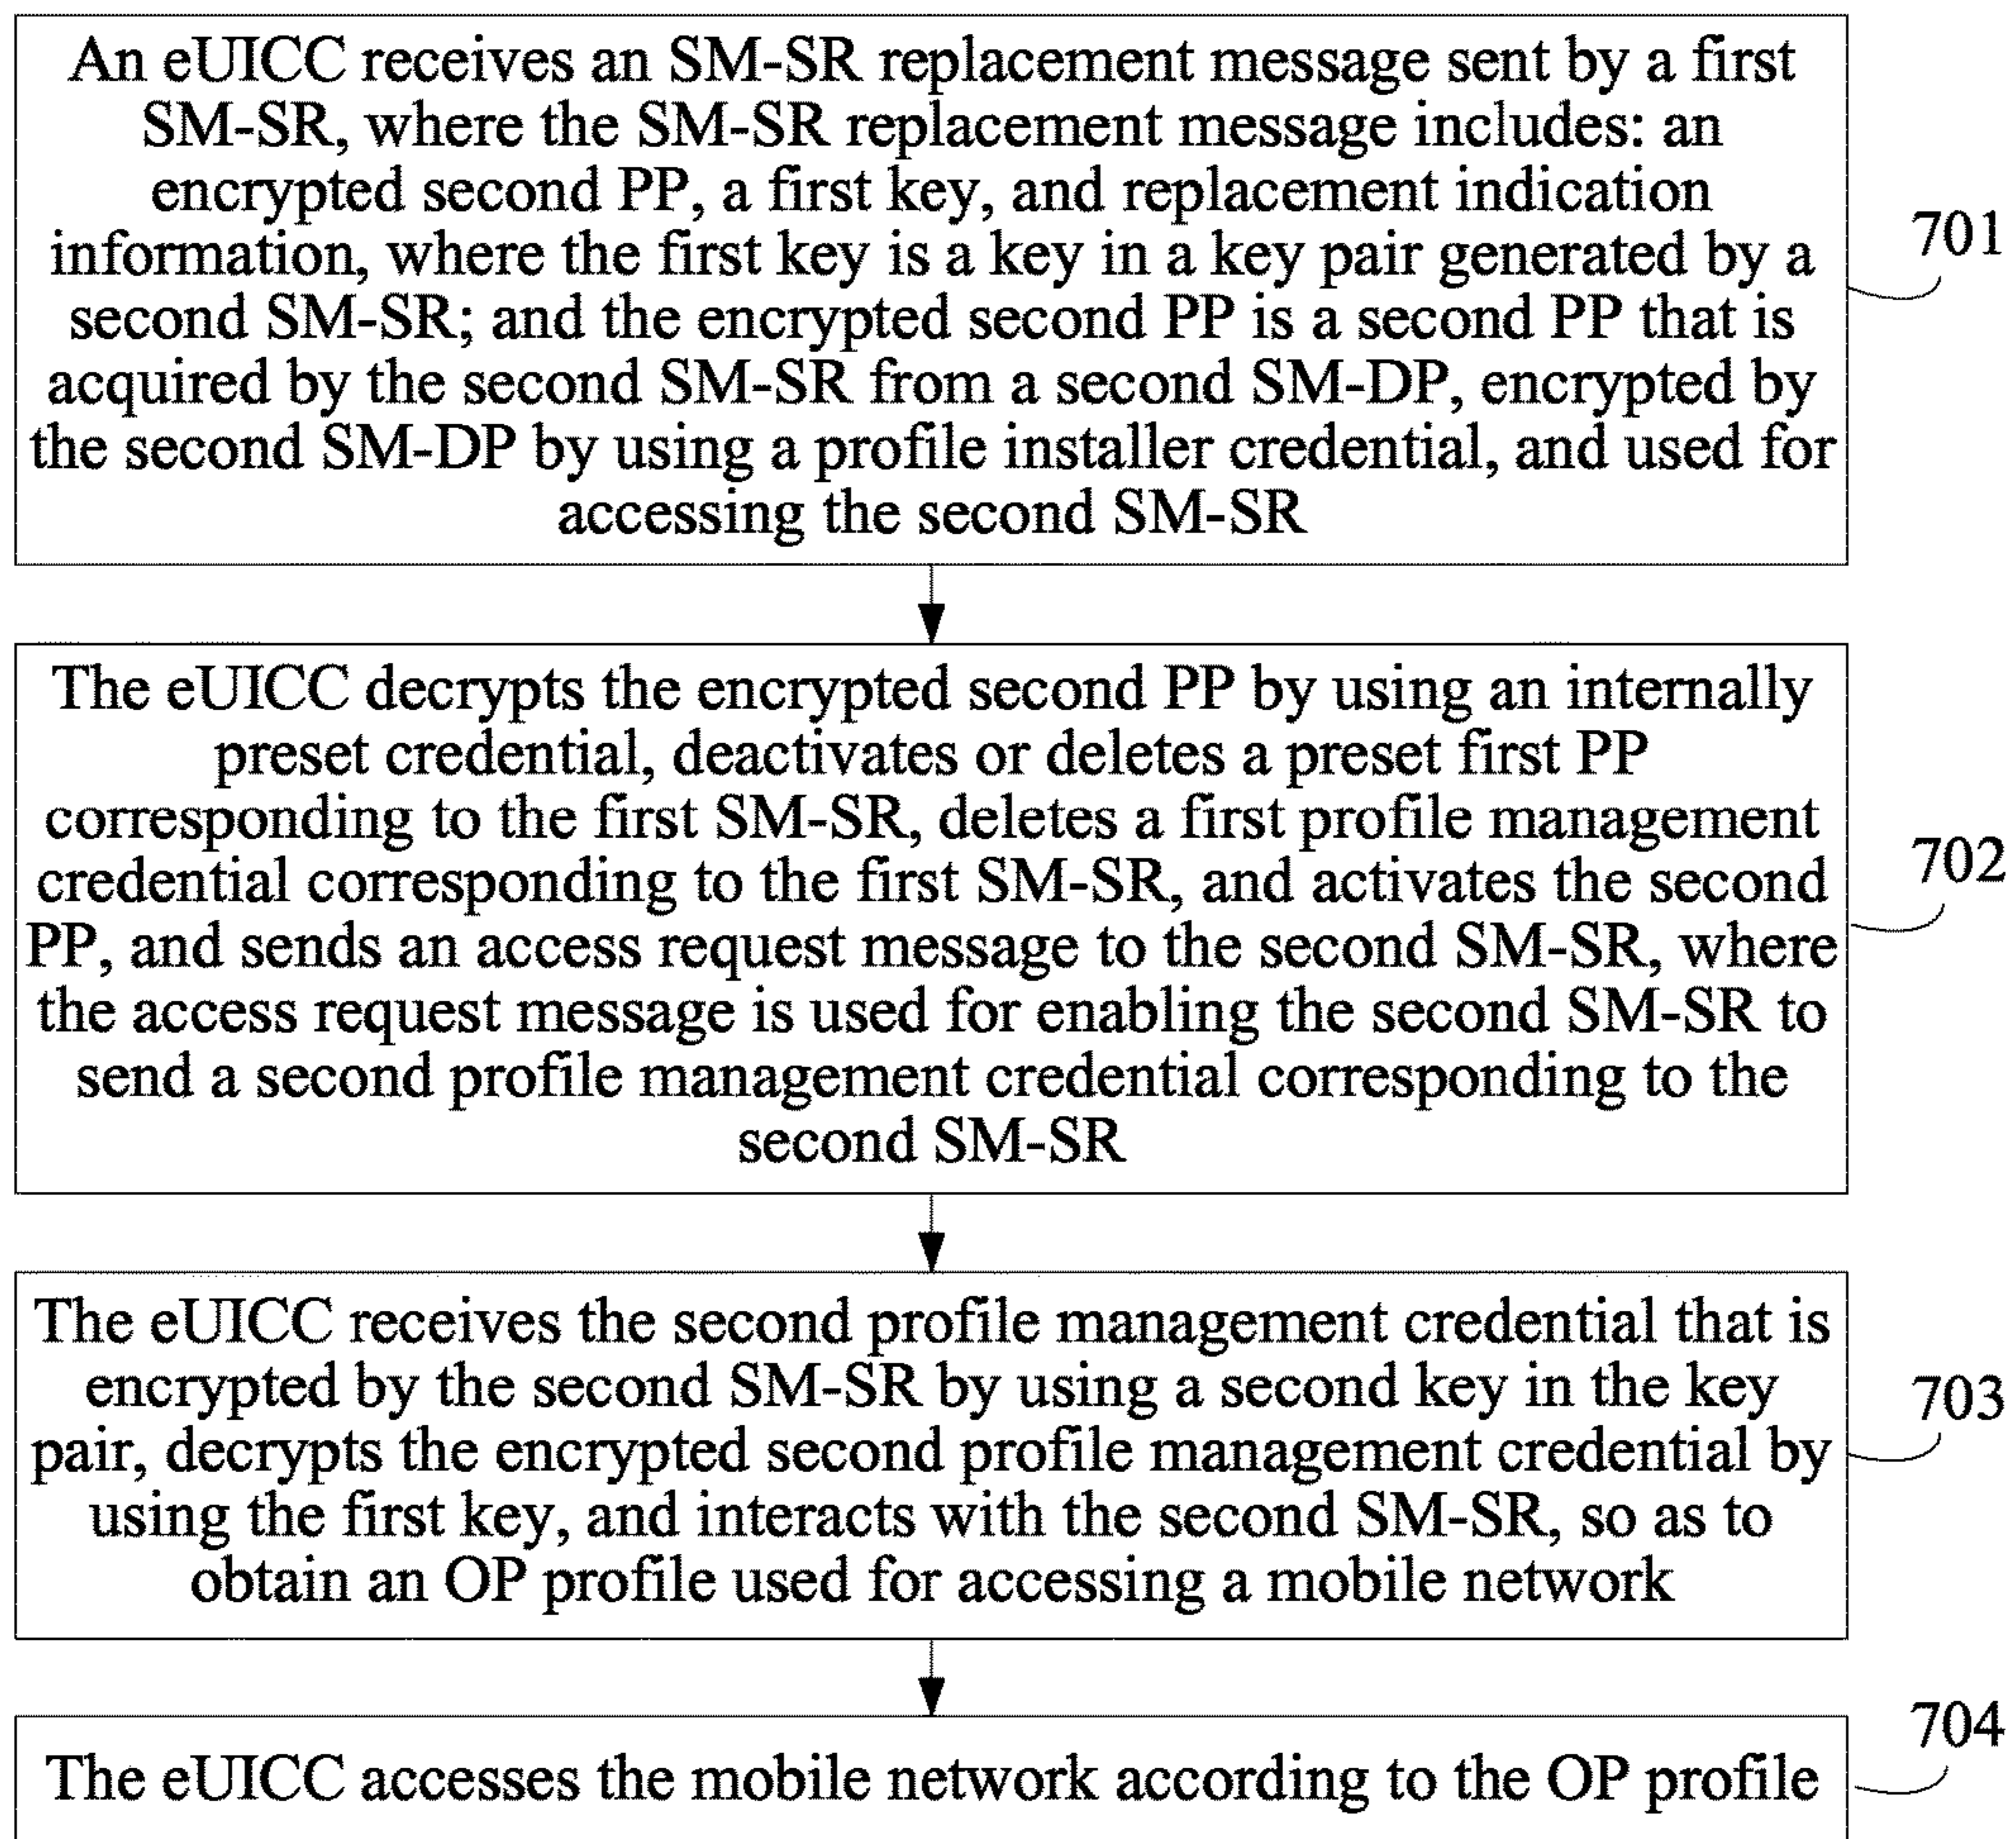 An eUICC receives an SM-SR replacement message sent by a first
SM-SR, where the SM-SR replacement message includes: an
encrypted second PP, a first key, and replacement indication
information, where the first key is a key in a key pair generated by a
second SM-SR; and the encrypted second PP is a second PP that is
acquired by the second SM-SR from a second SM-DP, encrypted by
the second SM-DP by using a profile installer credential, and used for
accessing the second SM-SR
701
The eUICC decrypts the encrypted second PP by using an internally
preset credential, deactivates or deletes a preset first PP
corresponding to the first SM-SR, deletes a first profile management
credential corresponding to the first SM-SR, and activates the second
PP, and sends an access request message to the second SM-SR, where
the access request message is used for enabling the second SM-SR to
send a second profile management credential corresponding to the
second SM-SR
702
The eUICC receives the second profile management credential that is
encrypted by the second SM-SR by using a second key in the key
pair, decrypts the encrypted second profile management credential by
using the first key, and interacts with the second SM-SR, so as to
obtain an OP profile used for accessing a mobile network
703
The eUICC accesses the mobile network according to the OP profile
704